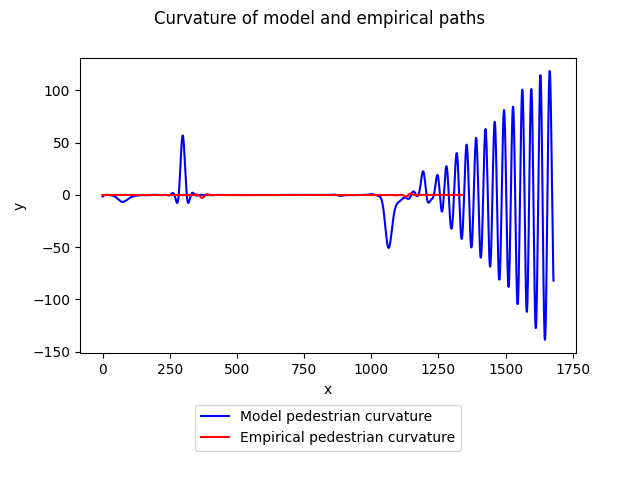 Curvature of model and empirical paths
y
100
50
0
−50
−100
−150
0 250 500 750 1000 1250 1500 1750
x
Model pedestrian curvature
Empirical pedestrian curvature